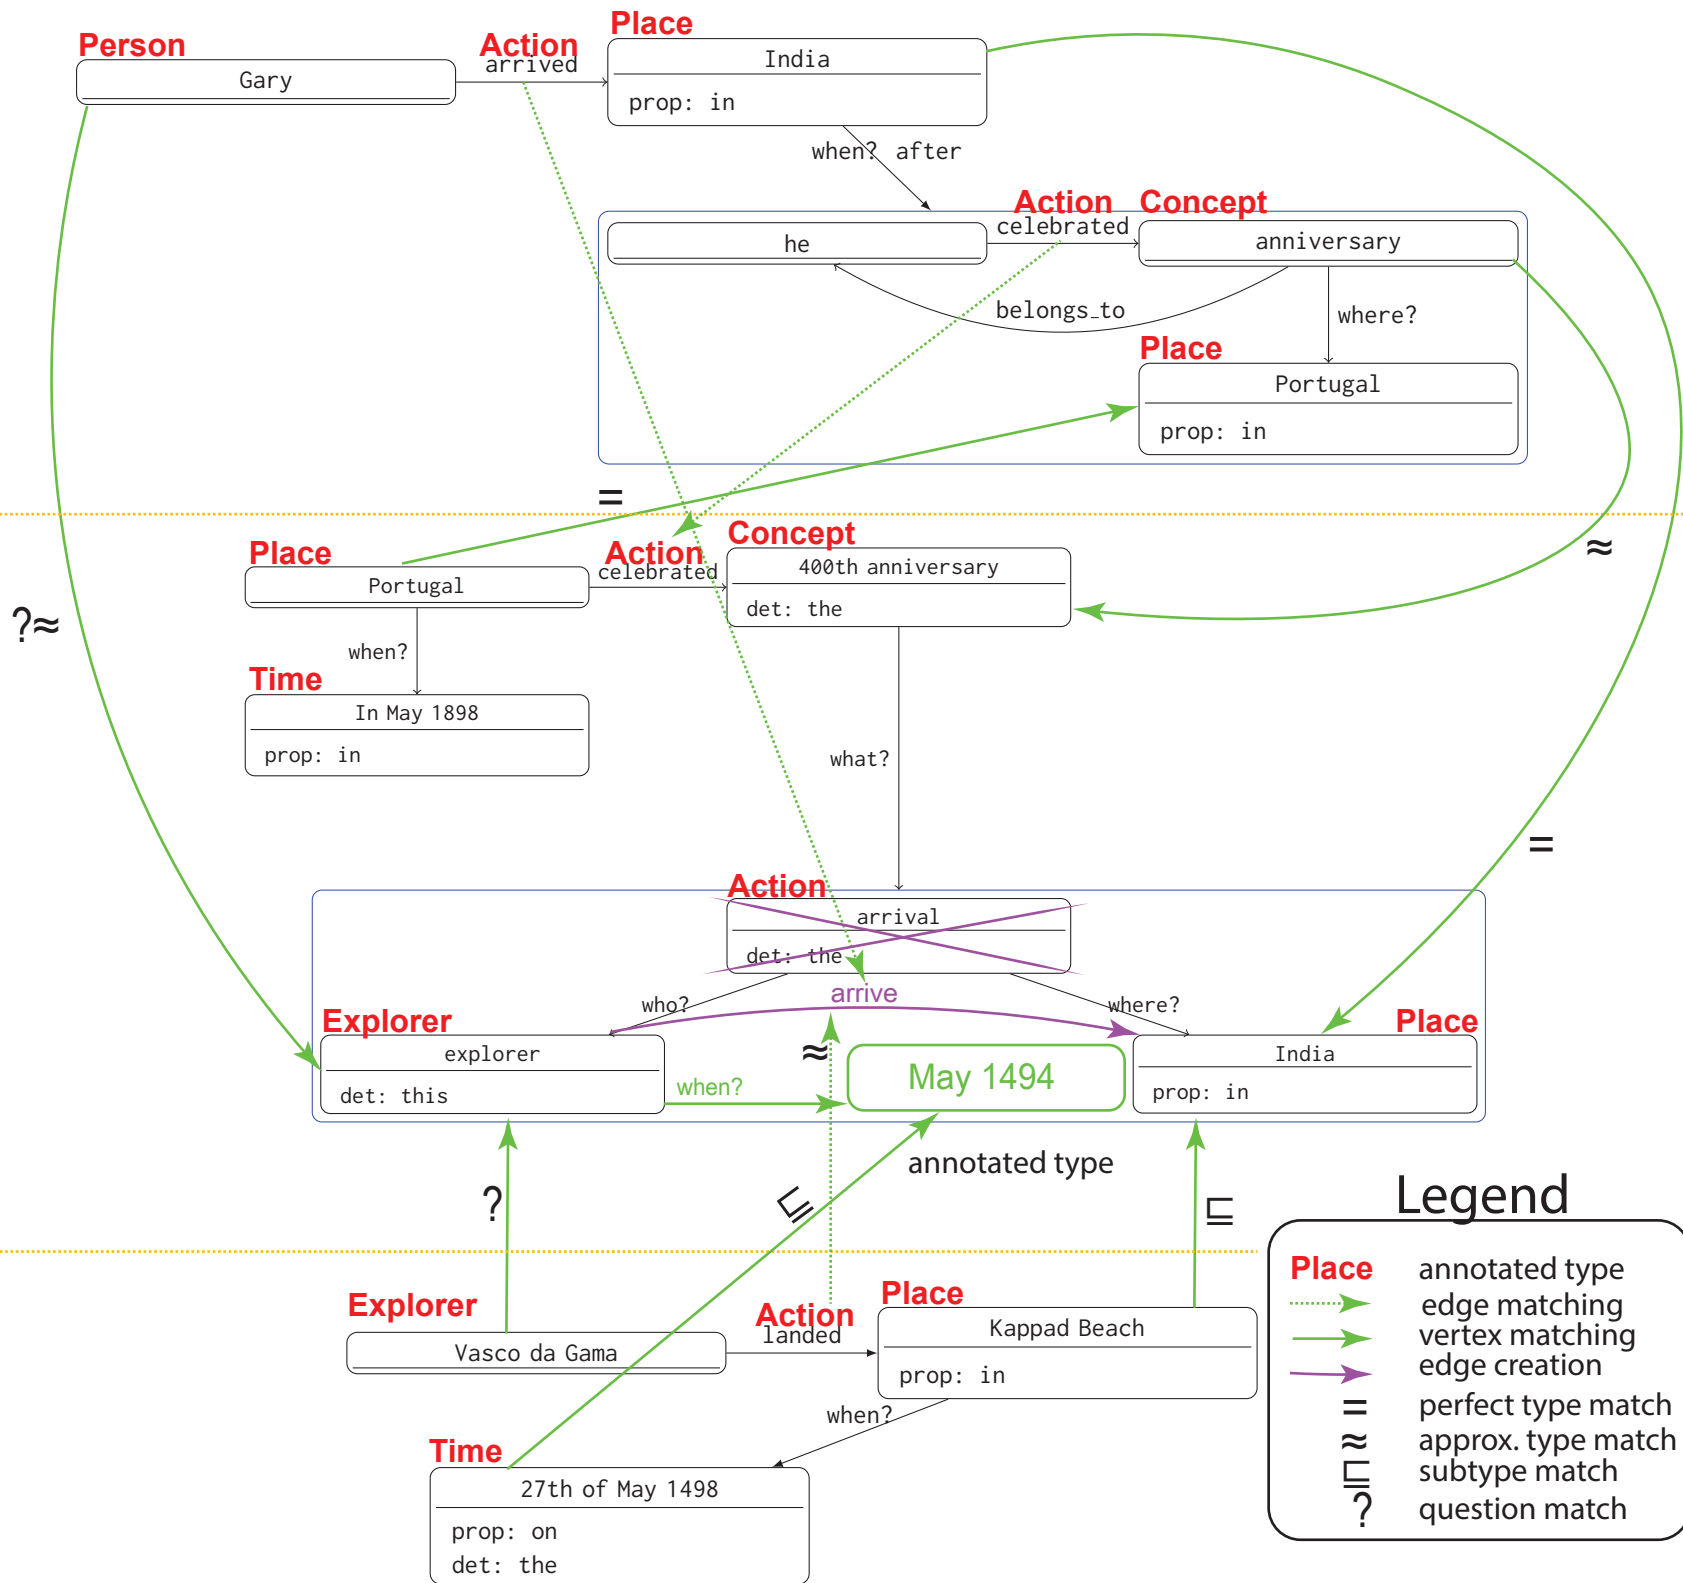 Person
Action
Place
Gary
arrived
India
prop: in
when? after
Action
Concept
he
celebrated
anniversary
belongs_to
where?
Place
Portugal
prop: in
=
≈
Place
Action
Concept
Portugal
celebrated
400th anniversary
det: the
?≈
when?
Time
In May 1898
prop: in
what?
=
Action
arrival
det: the
who?
arrive
where?
Explorer
Place
explorer
det: this
≈
when?
May 1494
India
prop: in
annotated type
?
⊑
⊑
Explorer
Action
Place
Vasco da Gama
landed
Kappad Beach
prop: in
when?
Time
27th of May 1498
prop: on
det: the
Legend
Place annotated type
edge matching
vertex matching
edge creation
= perfect type match
≈ approx. type match
⊑ subtype match
? question match